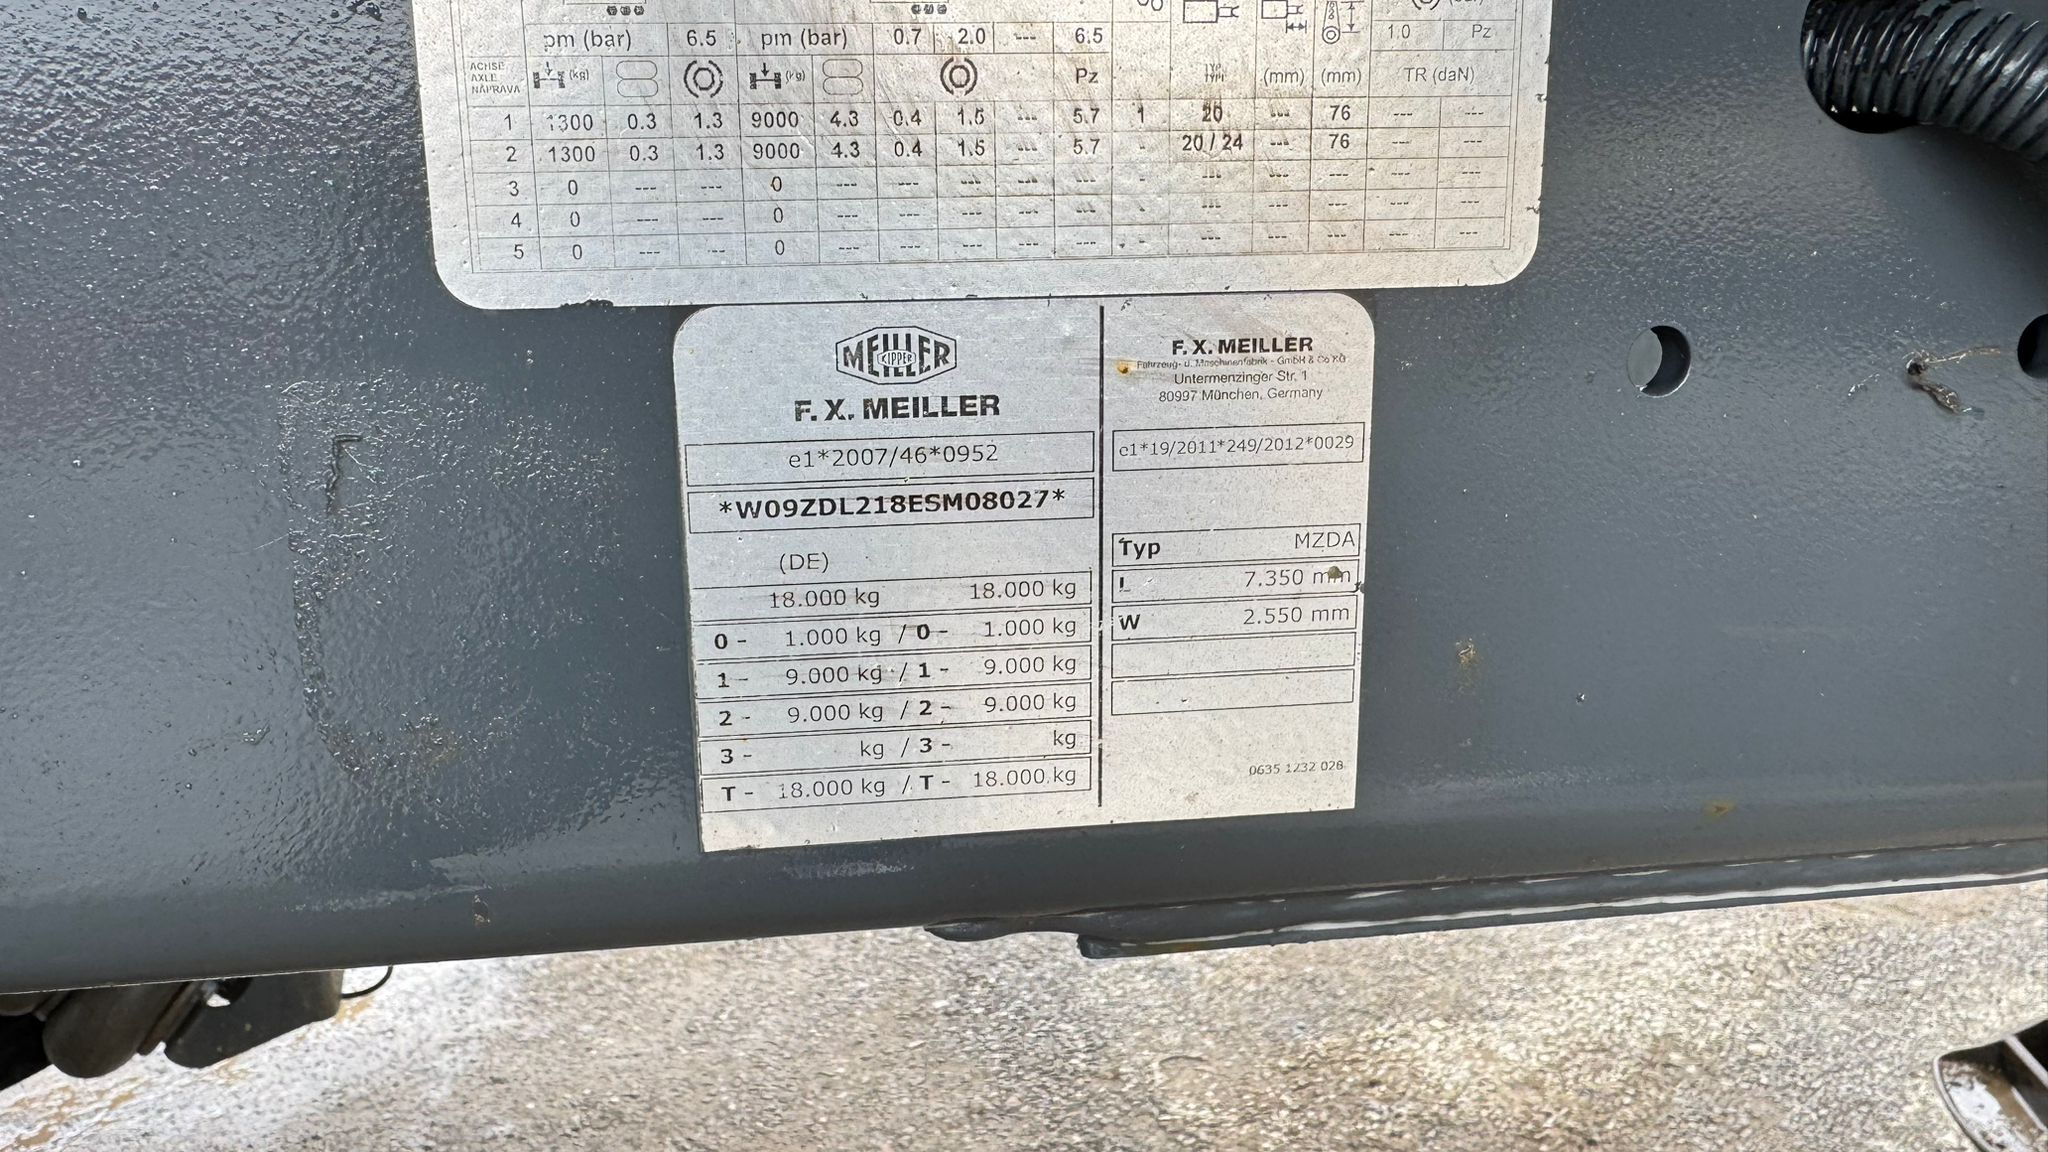 pm (bar) 6.5 pm (bar) 0.7 2.0 --- 6.5 1.0 Pz
ACHSE
AXLE
NÁPRAVA
(kg) (kg) Pz (mm) (mm) TR (daN)
1 1300 0.3 1.3 9000 4.3 0.4 1.5 --- 5.7 1 20 --- 76 --- ---
2 1300 0.3 1.3 9000 4.3 0.4 1.5 --- 5.7 - 20 / 24 --- 76 --- ---
3 0 --- --- 0 --- --- --- --- --- - --- --- --- --- ---
4 0 --- --- 0 --- --- --- --- --- - --- --- --- --- ---
5 0 --- --- 0 --- --- --- --- --- - --- --- --- --- ---
MEILLER
KIPPER
F. X. MEILLER
e1*2007/46*0952
*W09ZDL218ESM08027*
(DE)
18.000 kg 18.000 kg
0 - 1.000 kg / 0 - 1.000 kg
1 - 9.000 kg / 1 - 9.000 kg
2 - 9.000 kg / 2 - 9.000 kg
3 - kg / 3 - kg
T - 18.000 kg / T - 18.000 kg
F. X. MEILLER
Fahrzeug- u. Maschinenfabrik - GmbH & Co KG
Untermenzinger Str. 1
80997 München, Germany
e1*19/2011*249/2012*0029
Typ MZDA
L 7.350 mm
W 2.550 mm
0635 1232 028